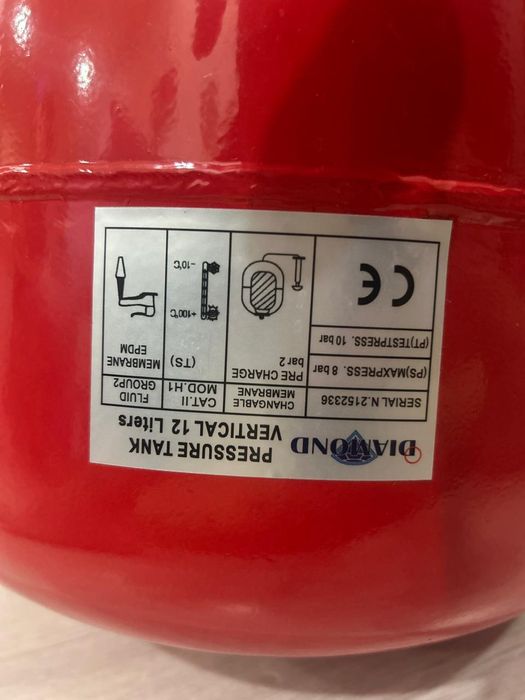 DIAMOND
PRESSURE TANK
VERTICAL 12 Liters
SERIAL N.2152336
CHANGABLE
MEMBRANE
CAT.II
MOD.H1
FLUID
GROUP2
(PS)MAXPRESS. 8 bar
(PT)TESTPRESS. 10 bar
PRE CHARGE
bar 2
(TS)
+100°C
-10°C
MEMBRANE
EPDM
CE